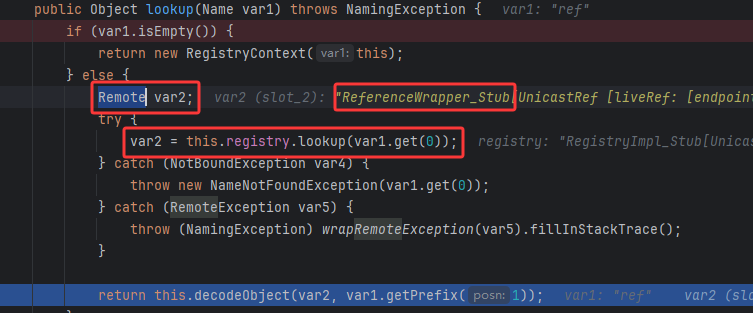 public Object lookup(Name var1) throws NamingException {   var1: "ref"
    if (var1.isEmpty()) {
        return new RegistryContext( var1: this);
    } else {
        Remote var2;   var2 (slot_2): "ReferenceWrapper_Stub[UnicastRef [liveRef: [endpoint
        try {
            var2 = this.registry.lookup(var1.get(0));   registry: "RegistryImpl_Stub[Unica
        } catch (NotBoundException var4) {
            throw new NameNotFoundException(var1.get(0));
        } catch (RemoteException var5) {
            throw (NamingException) wrapRemoteException(var5).fillInStackTrace();
        }
        return this.decodeObject(var2, var1.getPrefix( posn: 1));   var1: "ref"   var2 (slo